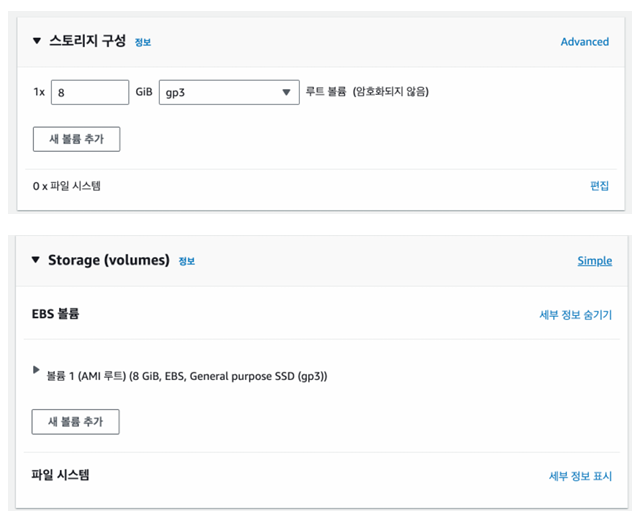 ▼ 스토리지 구성 정보 Advanced
1x 8 GiB gp3 ▼ 루트 볼륨 (암호화되지 않음)
새 볼륨 추가
0 x 파일 시스템 편집
▼ Storage (volumes) 정보 Simple
EBS 볼륨 세부 정보 숨기기
▶ 볼륨 1 (AMI 루트) (8 GiB, EBS, General purpose SSD (gp3))
새 볼륨 추가
파일 시스템 세부 정보 표시